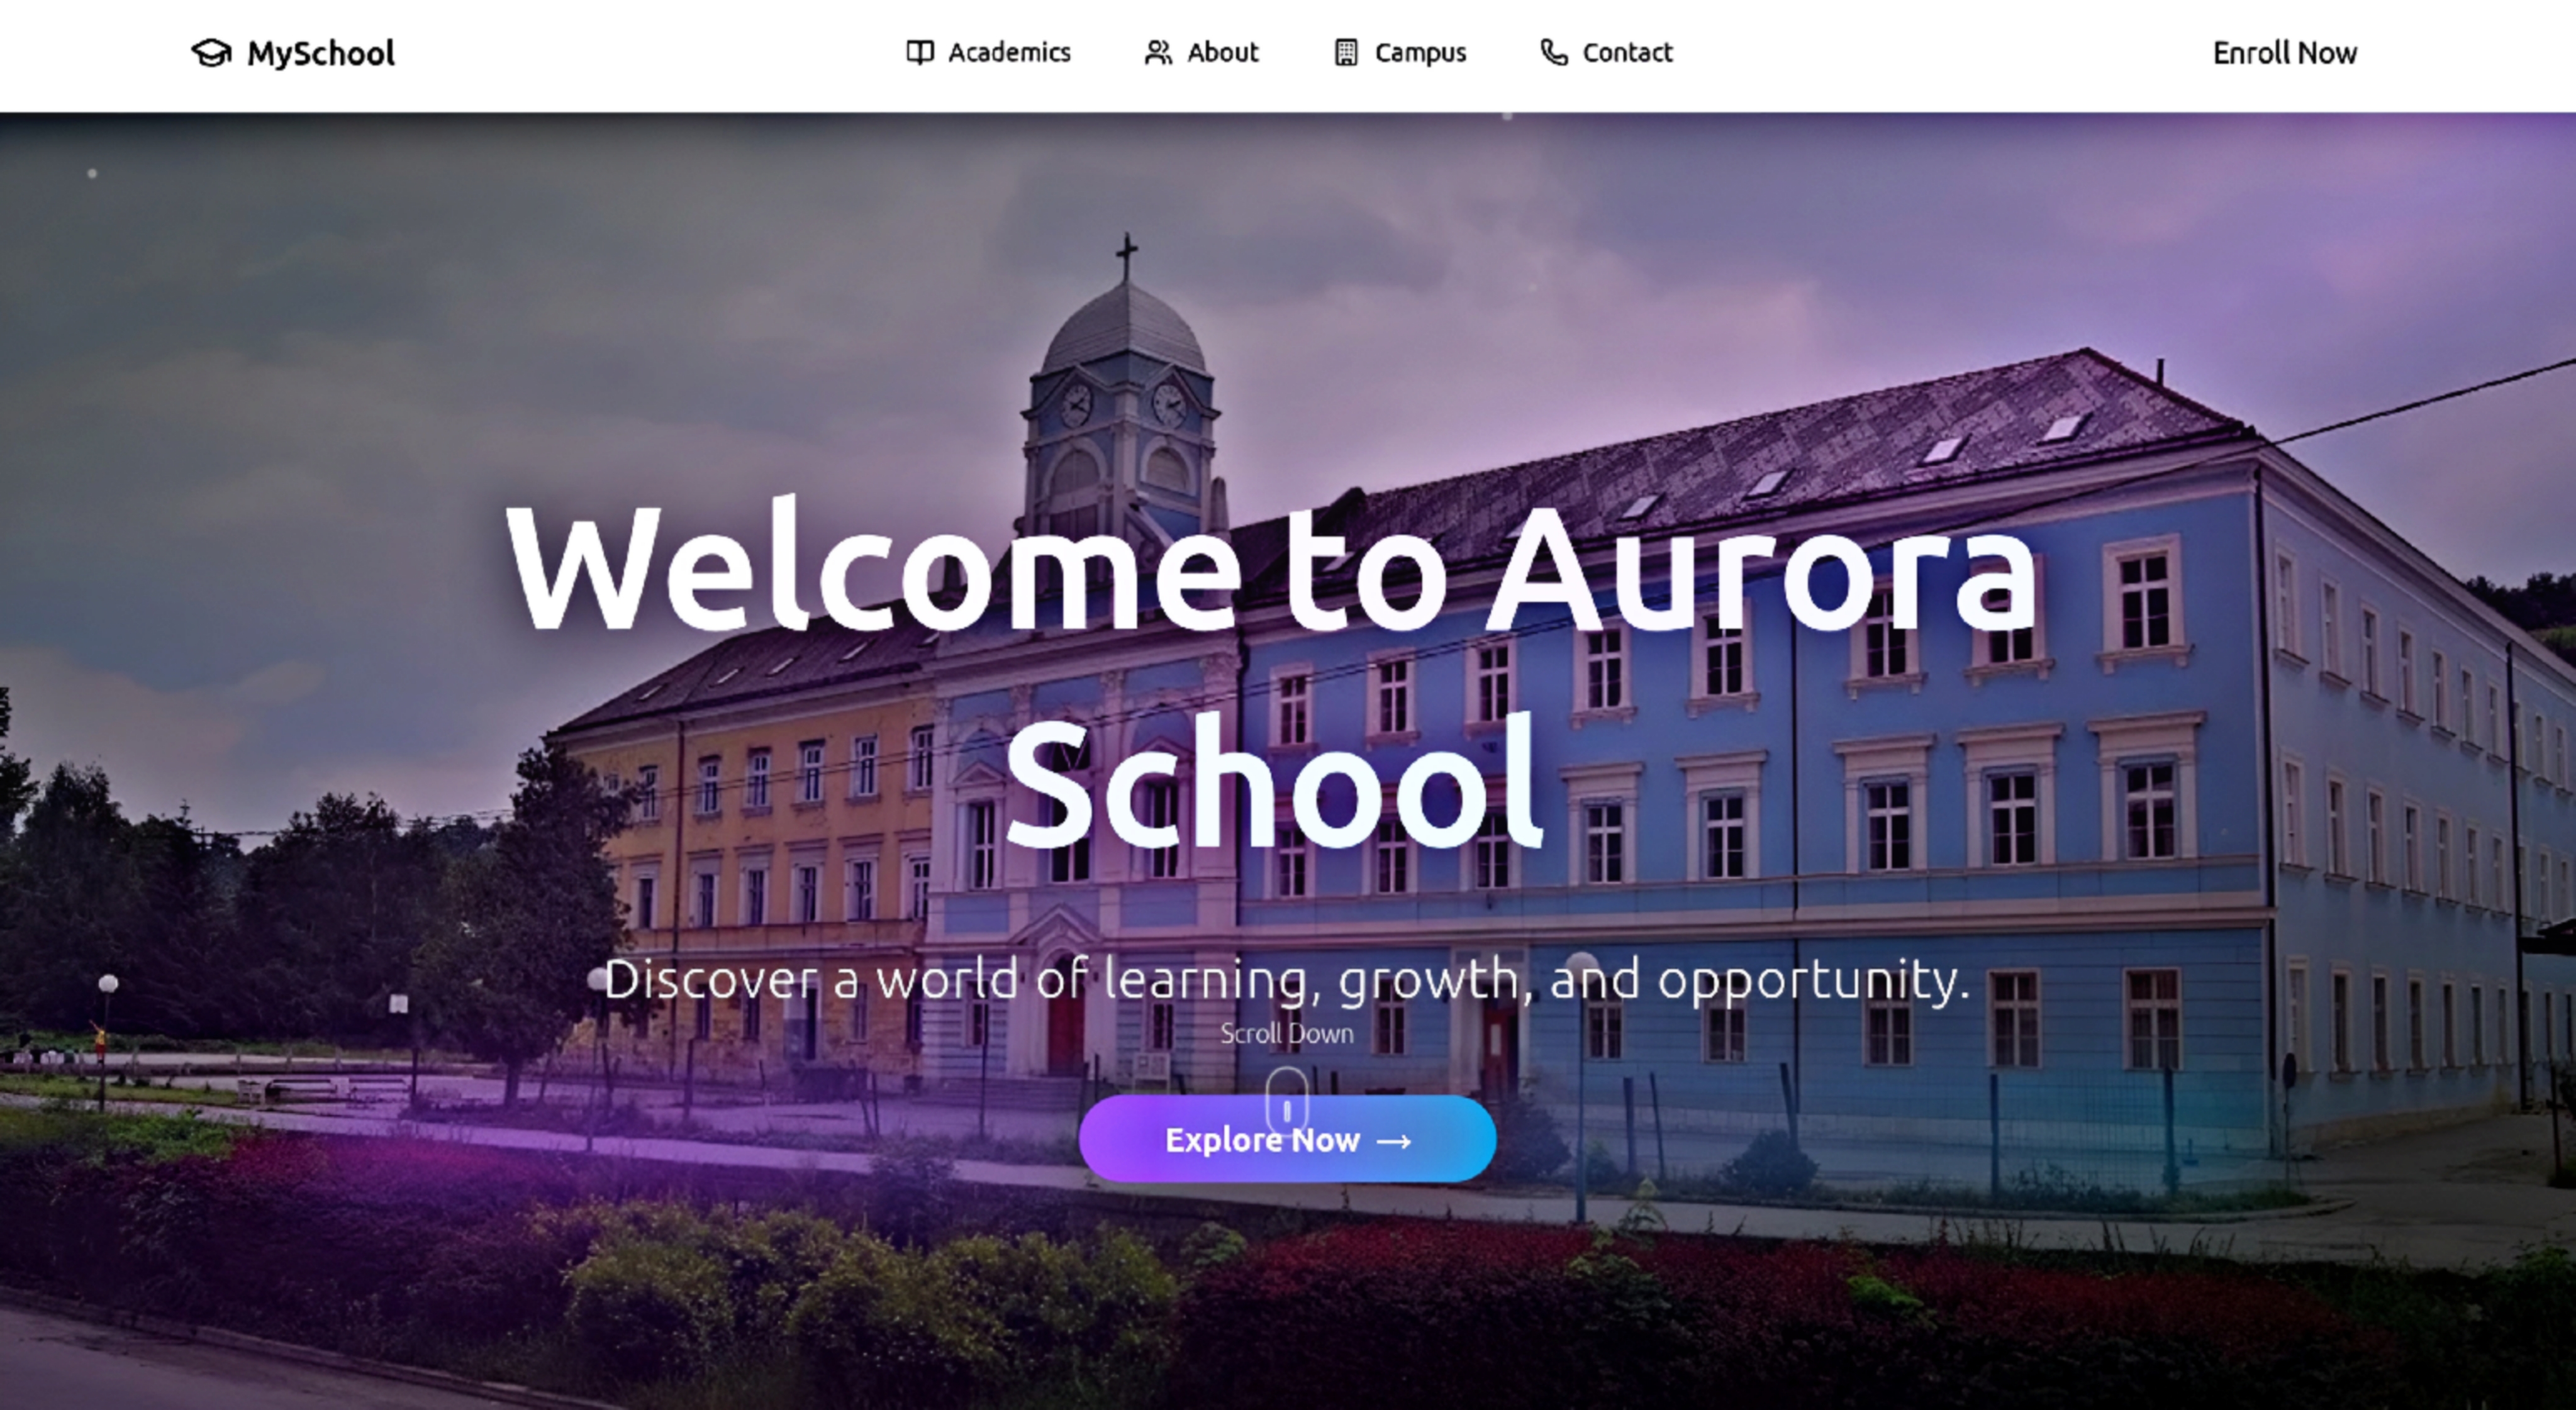 MySchool
Academics
About
Campus
Contact
Enroll Now
Welcome to Aurora
School
Discover a world of learning, growth, and opportunity.
Scroll Down
Explore Now →